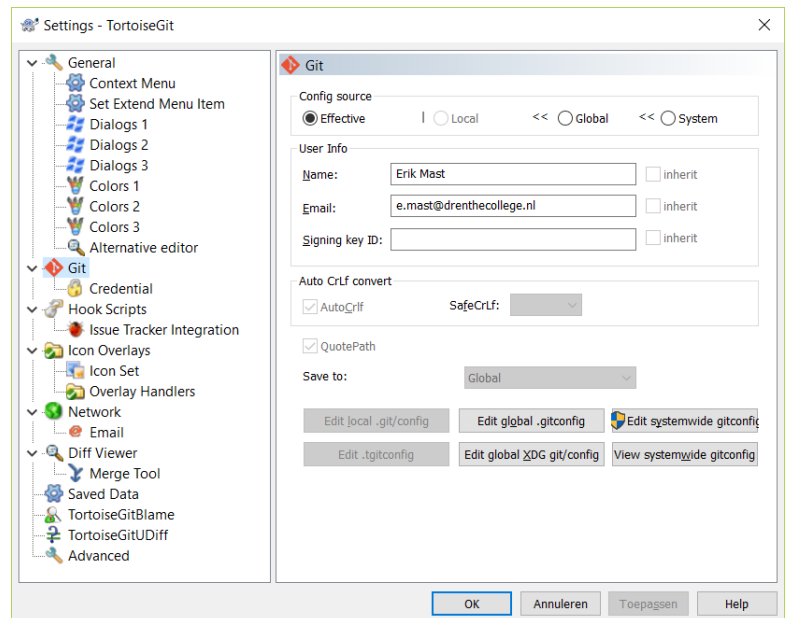 Settings - TortoiseGit
General
Context Menu
Set Extend Menu Item
Dialogs 1
Dialogs 2
Dialogs 3
Colors 1
Colors 2
Colors 3
Alternative editor
Git
Credential
Hook Scripts
Issue Tracker Integration
Icon Overlays
Icon Set
Overlay Handlers
Network
Email
Diff Viewer
Merge Tool
Saved Data
TortoiseGitBlame
TortoiseGitUDiff
Advanced
Git
Config source
Effective | Local << Global << System
User Info
Name: Erik Mast inherit
Email: e.mast@drenthecollege.nl inherit
Signing key ID: inherit
Auto CrLf convert
AutoCrlf SafeCrLf:
QuotePath
Save to: Global
Edit local .git/config Edit global .gitconfig Edit systemwide gitconfig
Edit .tgitconfig Edit global XDG git/config View systemwide gitconfig
OK Annuleren Toepassen Help